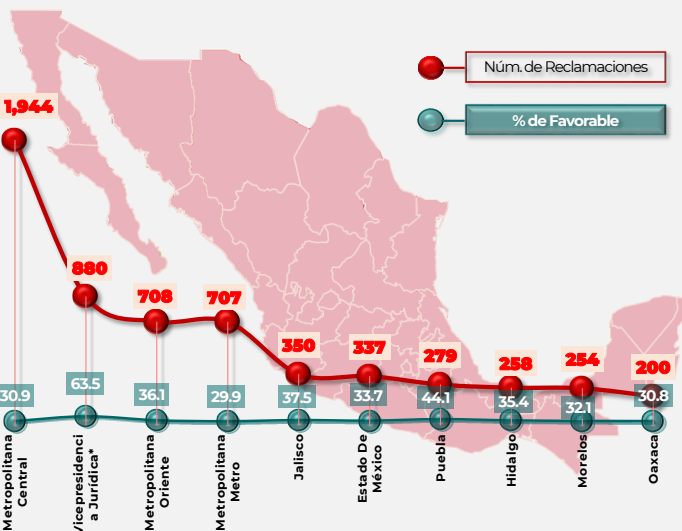 Núm. de Reclamaciones
% de Favorable
1,944
880
708
707
350
337
279
258
254
200
30.9
63.5
36.1
29.9
37.5
33.7
44.1
35.4
32.1
30.8
Metropolitana
Central
Vicepresidenci
a Jurídica*
Metropolitana
Oriente
Metropolitana
Metro
Jalisco
Estado De
México
Puebla
Hidalgo
Morelos
Oaxaca